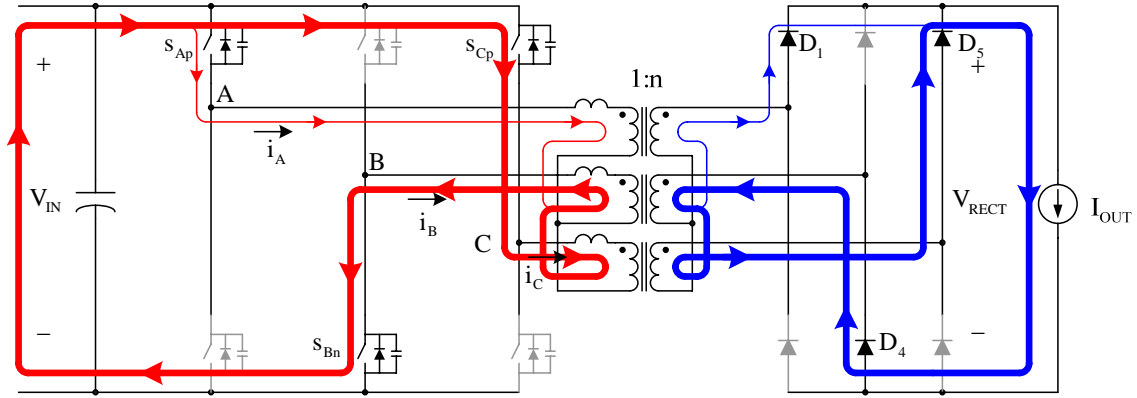 s_Ap
s_Cp
D_1
D_5
+
+
1:n
A
i_A
B
V_IN
i_B
V_RECT
I_OUT
C
i_C
−
s_Bn
D_4
−